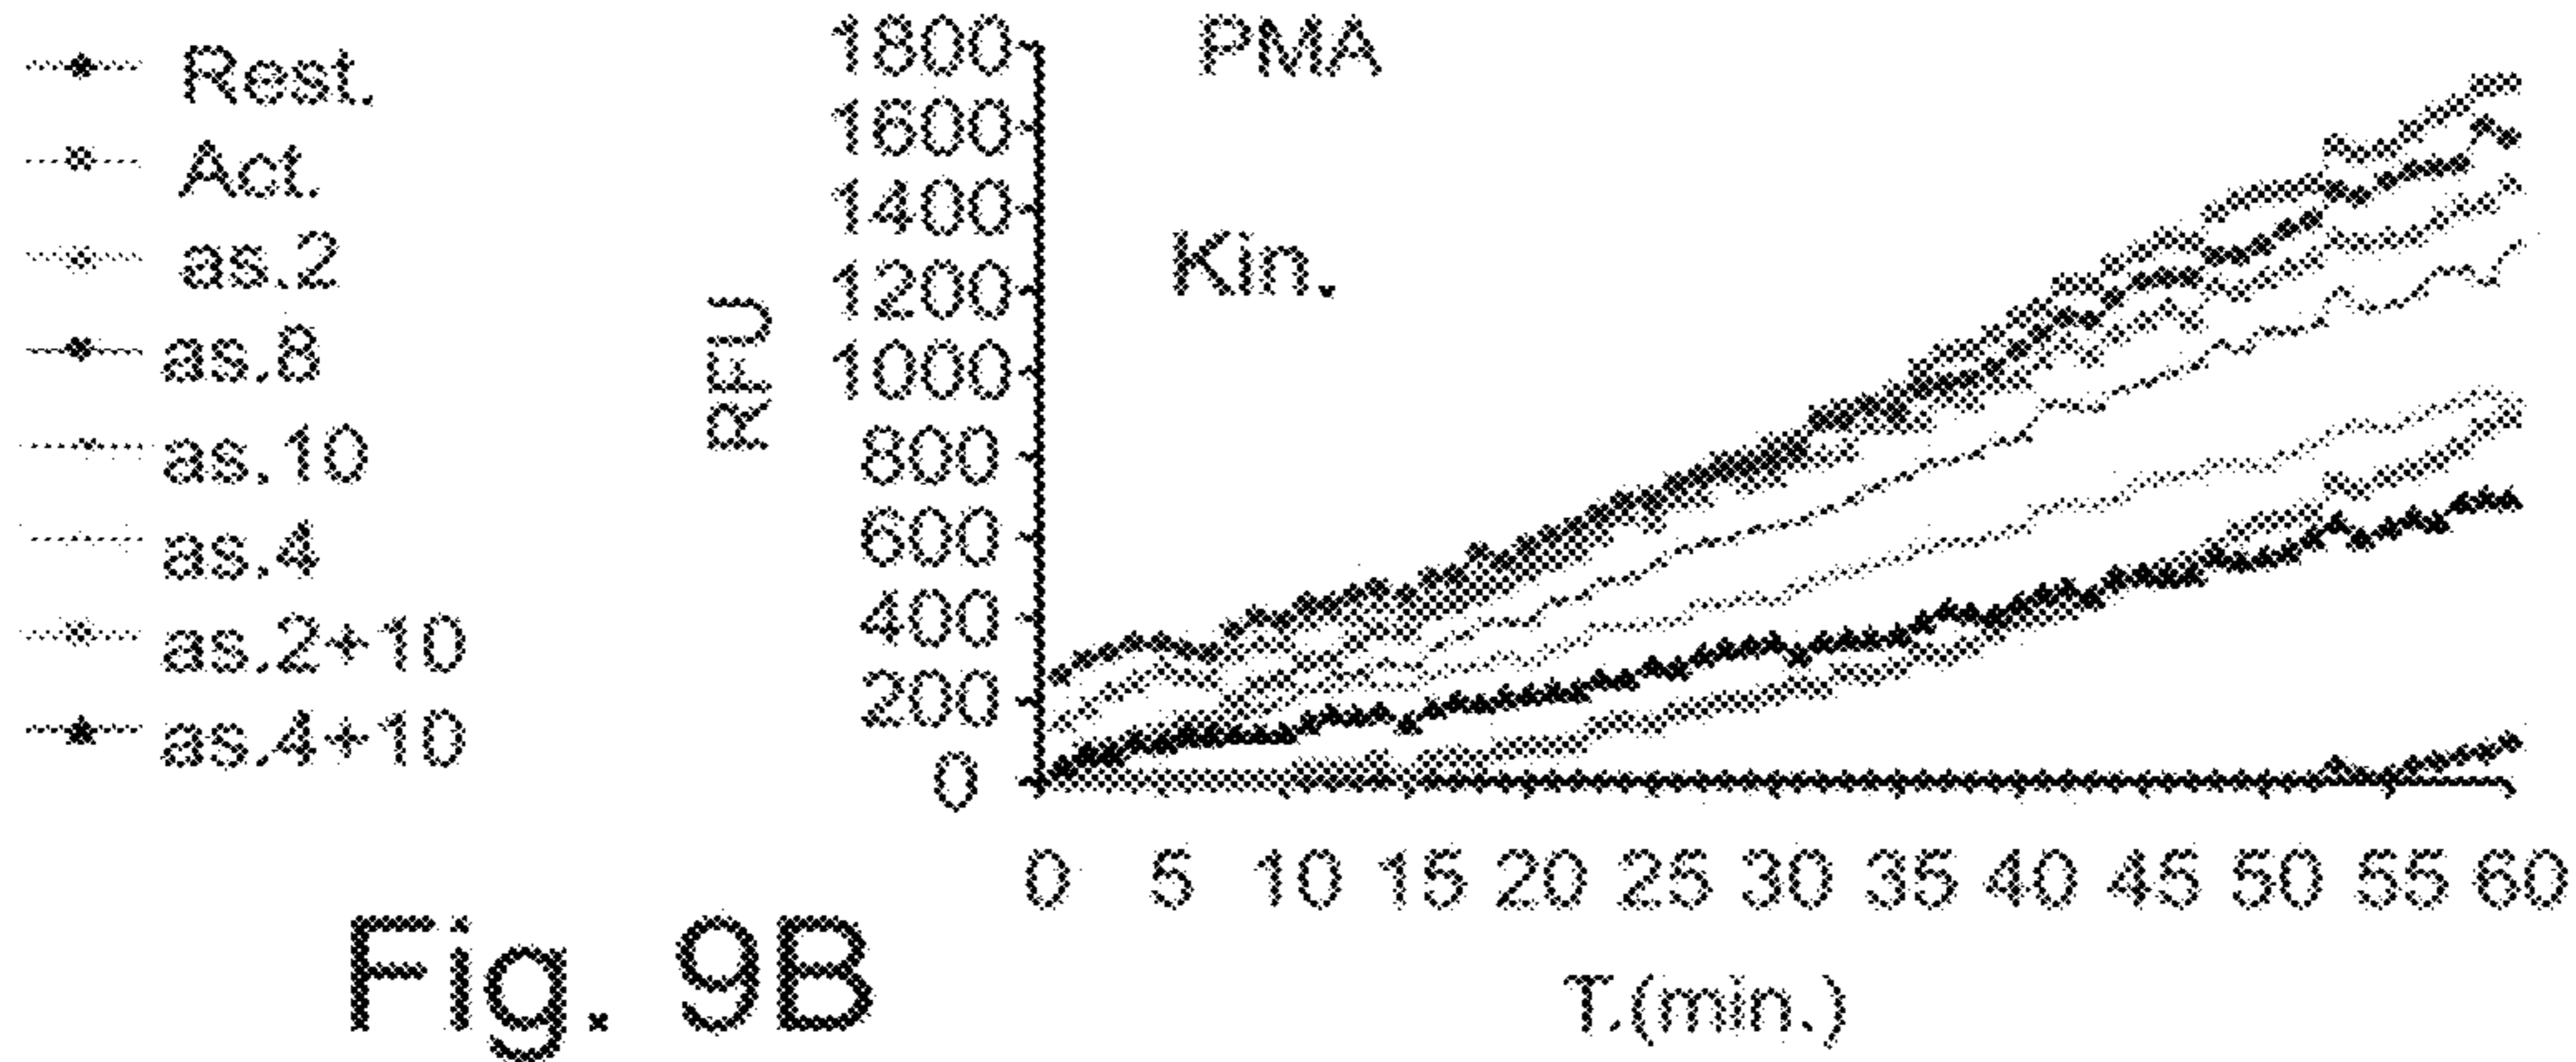 Rest.
Act.
as.2
as.8
as.10
as.4
as.2+10
as.4+10
PMA
Kin.
RFU
1800
1600
1400
1200
1000
800
600
400
200
0
0 5 10 15 20 25 30 35 40 45 50 55 60
T.(min.)
Fig. 9B